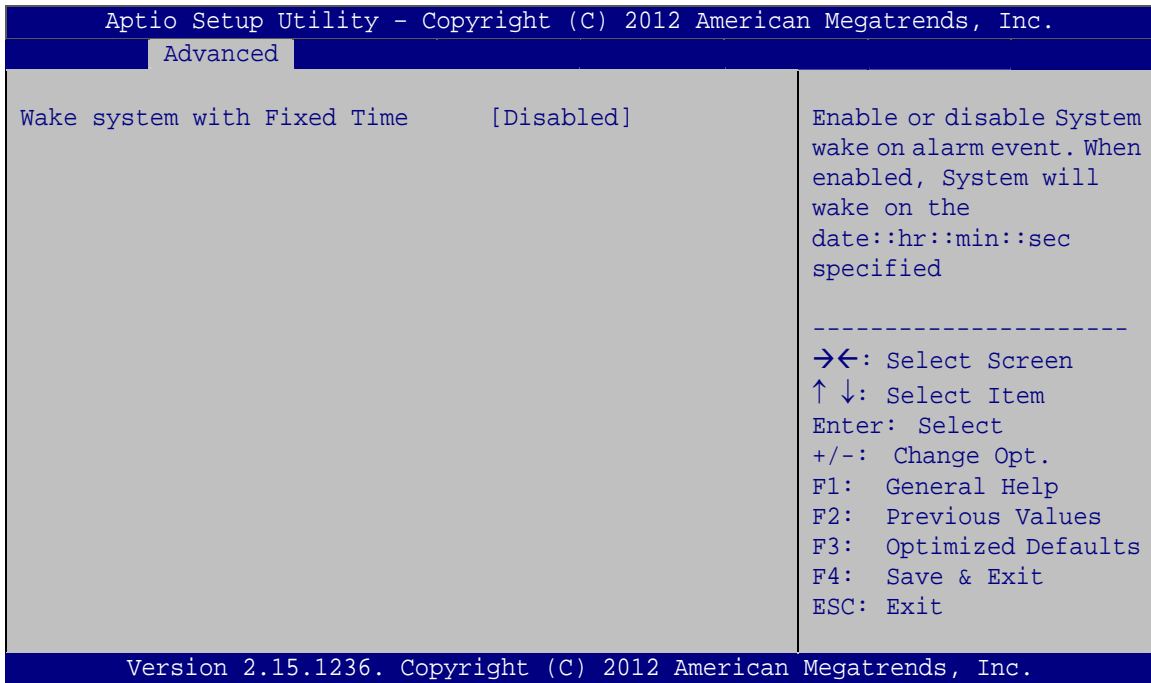 Aptio Setup Utility – Copyright (C) 2012 American Megatrends, Inc.
Advanced
Wake system with Fixed Time [Disabled]
Enable or disable System
wake on alarm event. When
enabled, System will
wake on the
date::hr::min::sec
specified
----------------------
→←: Select Screen
↑ ↓: Select Item
Enter: Select
+/-: Change Opt.
F1: General Help
F2: Previous Values
F3: Optimized Defaults
F4: Save & Exit
ESC: Exit
Version 2.15.1236. Copyright (C) 2012 American Megatrends, Inc.